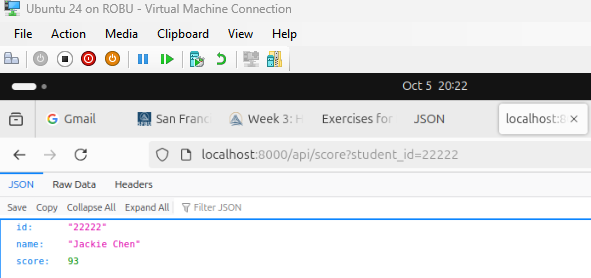 Ubuntu 24 on ROBU - Virtual Machine Connection
File Action Media Clipboard View Help
Oct 5 20:22
Gmail San Franc Week 3: H Exercises for JSON localhost:8
localhost:8000/api/score?student_id=22222
JSON Raw Data Headers
Save Copy Collapse All Expand All Filter JSON
id: "22222"
name: "Jackie Chen"
score: 93